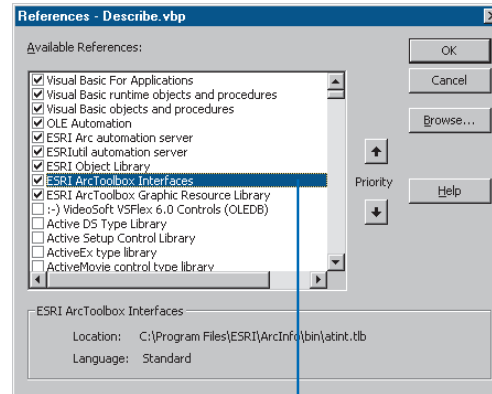 References - Describe.vbp
Available References:
OK
Visual Basic For Applications
Cancel
Visual Basic runtime objects and procedures
Visual Basic objects and procedures
OLE Automation
Browse...
ESRI Arc automation server
ESRIutil automation server
ESRI Object Library
ESRI ArcToolbox Interfaces
Priority
Help
ESRI ArcToolbox Graphic Resource Library
:-) VideoSoft VSFlex 6.0 Controls (OLEDB)
Active DS Type Library
Active Setup Control Library
ActiveEx type library
ActiveMovie control type library
ESRI ArcToolbox Interfaces
Location: C:\Program Files\ESRI\ArcInfo\bin\atint.tlb
Language: Standard